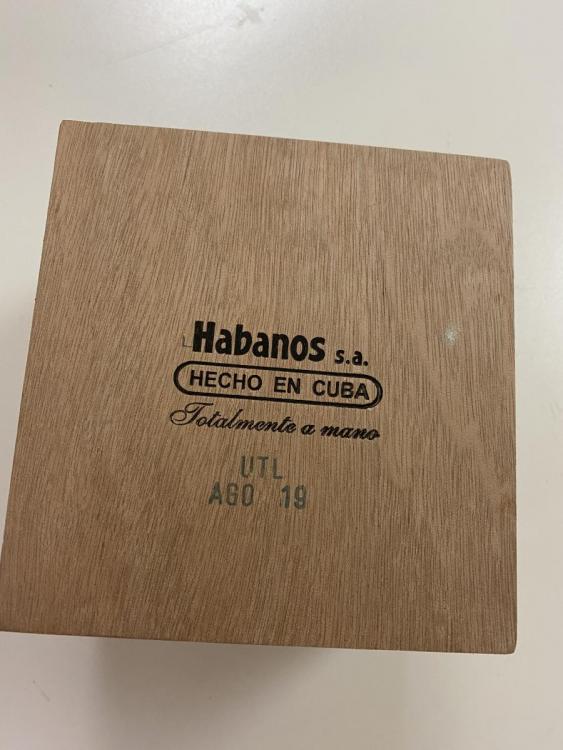 Habanos s.a.
HECHO EN CUBA
Totalmente a mano
UTL
AGO 19